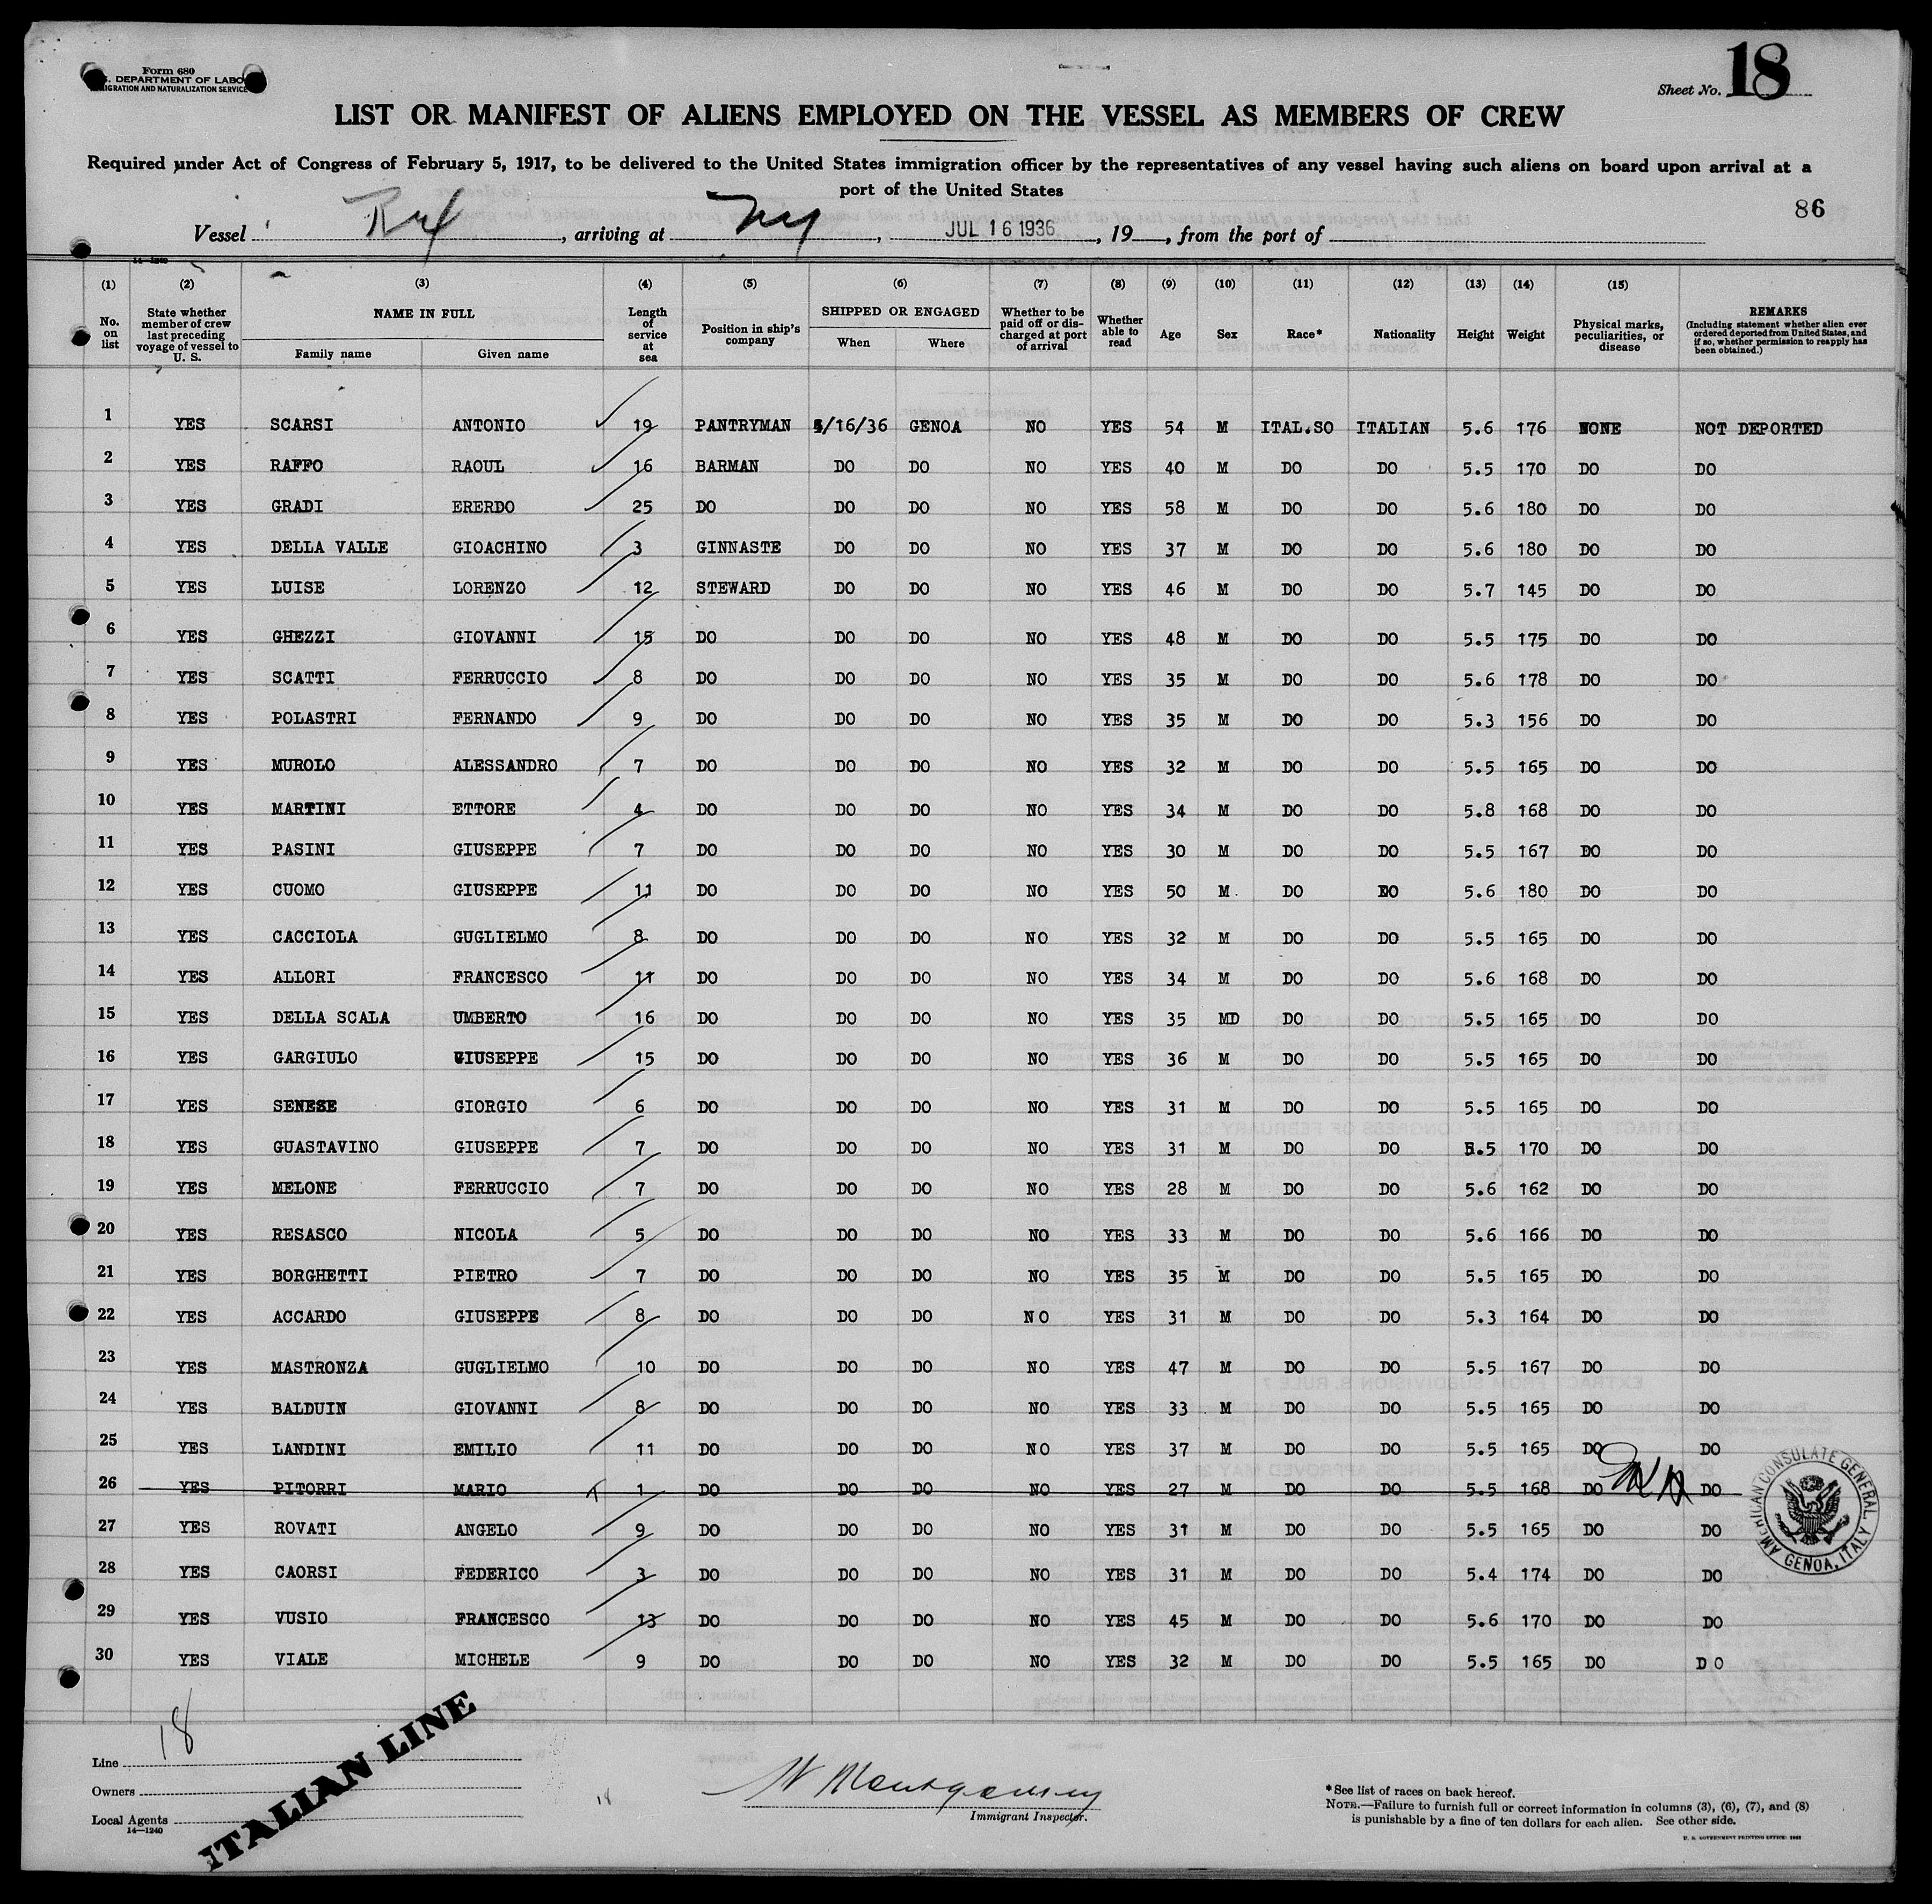 Form 680
U.S. DEPARTMENT OF LABOR
IMMIGRATION AND NATURALIZATION SERVICE
Sheet No. 18
LIST OR MANIFEST OF ALIENS EMPLOYED ON THE VESSEL AS MEMBERS OF CREW
Required under Act of Congress of February 5, 1917, to be delivered to the United States immigration officer by the representatives of any vessel having such aliens on board upon arrival at a
port of the United States
86
Vessel Rex, arriving at NY, JUL 16 1936, 19, from the port of
14—1240
(1) (2) (3) (4) (5) (6) (7) (8) (9) (10) (11) (12) (13) (14) (15)
No. on list State whether member of crew last preceding voyage of vessel to U. S. NAME IN FULL Family name Given name Length of service at sea Position in ship's company SHIPPED OR ENGAGED When Where Whether to be paid off or discharged at port of arrival Whether able to read Age Sex Race* Nationality Height Weight Physical marks, peculiarities, or disease REMARKS (Including statement whether alien ever ordered deported from United States, and if so, whether permission to reapply has been obtained.)
1 YES SCARSI ANTONIO 19 PANTRYMAN 5/16/36 GENOA NO YES 54 M ITAL.SO ITALIAN 5.6 176 NONE NOT DEPORTED
2 YES RAFFO RAOUL 16 BARMAN DO DO NO YES 40 M DO DO 5.5 170 DO DO
3 YES GRADI ERERDO 25 DO DO DO NO YES 58 M DO DO 5.6 180 DO DO
4 YES DELLA VALLE GIOACHINO 3 GINNASTE DO DO NO YES 37 M DO DO 5.6 180 DO DO
5 YES LUISE LORENZO 12 STEWARD DO DO NO YES 46 M DO DO 5.7 145 DO DO
6 YES GHEZZI GIOVANNI 15 DO DO DO NO YES 48 M DO DO 5.5 175 DO DO
7 YES SCATTI FERRUCCIO 8 DO DO DO NO YES 35 M DO DO 5.6 178 DO DO
8 YES POLASTRI FERNANDO 9 DO DO DO NO YES 35 M DO DO 5.3 156 DO DO
9 YES MUROLO ALESSANDRO 7 DO DO DO NO YES 32 M DO DO 5.5 165 DO DO
10 YES MARTINI ETTORE 4 DO DO DO NO YES 34 M DO DO 5.8 168 DO DO
11 YES PASINI GIUSEPPE 7 DO DO DO NO YES 30 M DO DO 5.5 167 DO DO
12 YES CUOMO GIUSEPPE 11 DO DO DO NO YES 50 M DO DO 5.6 180 DO DO
13 YES CACCIOLA GUGLIELMO 8 DO DO DO NO YES 32 M DO DO 5.5 165 DO DO
14 YES ALLORI FRANCESCO 11 DO DO DO NO YES 34 M DO DO 5.6 168 DO DO
15 YES DELLA SCALA UMBERTO 16 DO DO DO NO YES 35 MD DO DO 5.5 165 DO DO
16 YES GARGIULO GIUSEPPE 15 DO DO DO NO YES 36 M DO DO 5.5 165 DO DO
17 YES SENESE GIORGIO 6 DO DO DO NO YES 31 M DO DO 5.5 165 DO DO
18 YES GUASTAVINO GIUSEPPE 7 DO DO DO NO YES 31 M DO DO 5.5 170 DO DO
19 YES MELONE FERRUCCIO 7 DO DO DO NO YES 28 M DO DO 5.6 162 DO DO
20 YES RESASCO NICOLA 5 DO DO DO NO YES 33 M DO DO 5.6 166 DO DO
21 YES BORGHETTI PIETRO 7 DO DO DO NO YES 35 M DO DO 5.5 165 DO DO
22 YES ACCARDO GIUSEPPE 8 DO DO DO NO YES 31 M DO DO 5.3 164 DO DO
23 YES MASTRONZA GUGLIELMO 10 DO DO DO NO YES 47 M DO DO 5.5 167 DO DO
24 YES BALDUIN GIOVANNI 8 DO DO DO NO YES 33 M DO DO 5.5 165 DO DO
25 YES LANDINI EMILIO 11 DO DO DO NO YES 37 M DO DO 5.5 165 DO DO
26 YES PITORRI MARIO 1 DO DO DO NO YES 27 M DO DO 5.5 168 DO DO
27 YES ROVATI ANGELO 9 DO DO DO NO YES 31 M DO DO 5.5 165 DO DO
28 YES CAORSI FEDERICO 3 DO DO DO NO YES 31 M DO DO 5.4 174 DO DO
29 YES VUSIO FRANCESCO 13 DO DO DO NO YES 45 M DO DO 5.6 170 DO DO
30 YES VIALE MICHELE 9 DO DO DO NO YES 32 M DO DO 5.5 165 DO DO
AMERICAN CONSULATE GENERAL GENOA, ITALY
18
Line
Owners
Local Agents
14—1240
ITALIAN LINE
18
W Montgomery
Immigrant Inspector.
*See list of races on back hereof.
NOTE.—Failure to furnish full or correct information in columns (3), (6), (7), and (8)
is punishable by a fine of ten dollars for each alien. See other side.